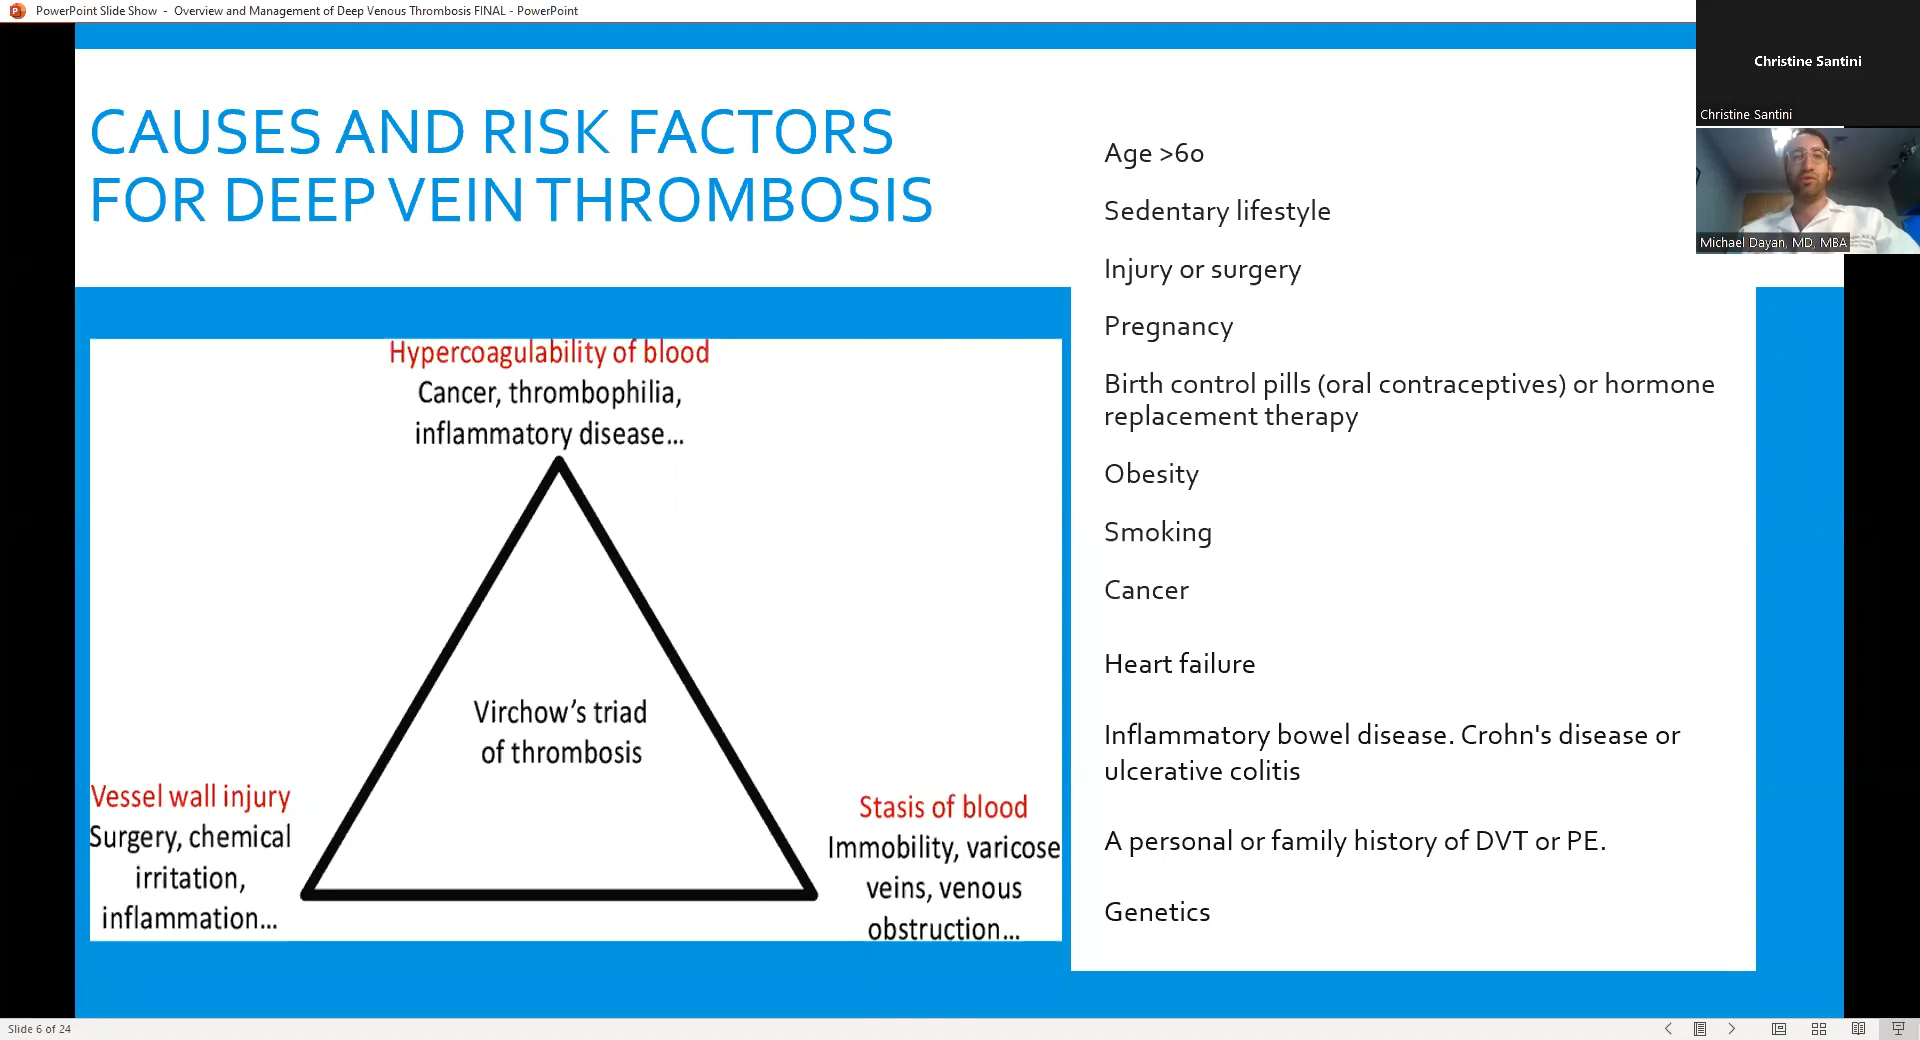 PowerPoint Slide Show - Overview and Management of Deep Venous Thrombosis FINAL - PowerPoint
Christine Santini
Christine Santini
Michael Dayan, MD, MBA
CAUSES AND RISK FACTORS
FOR DEEP VEIN THROMBOSIS
Hypercoagulability of blood
Cancer, thrombophilia,
inflammatory disease...
Virchow's triad
of thrombosis
Vessel wall injury
Surgery, chemical
irritation,
inflammation...
Stasis of blood
Immobility, varicose
veins, venous
obstruction...
Age >60
Sedentary lifestyle
Injury or surgery
Pregnancy
Birth control pills (oral contraceptives) or hormone
replacement therapy
Obesity
Smoking
Cancer
Heart failure
Inflammatory bowel disease. Crohn's disease or
ulcerative colitis
A personal or family history of DVT or PE.
Genetics
Slide 6 of 24